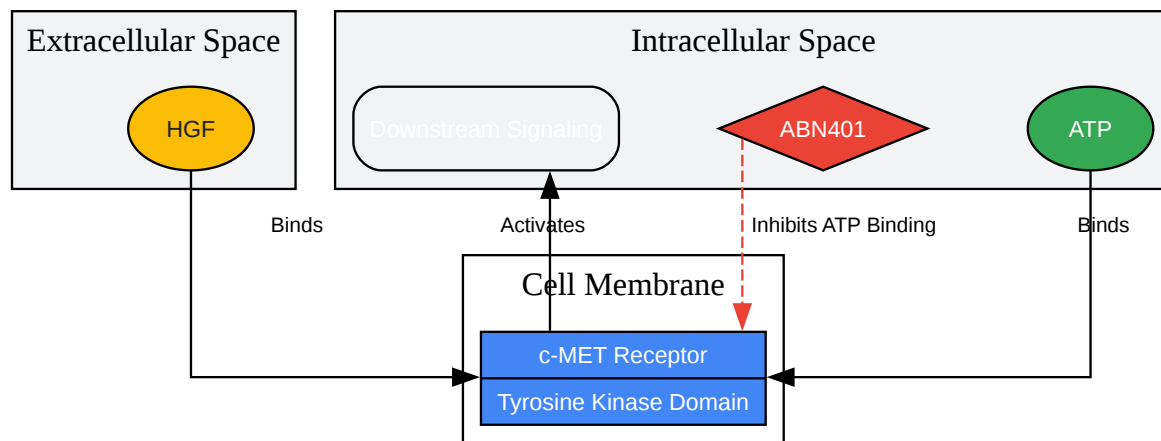 Extracellular Space
Intracellular Space
HGF
Downstream Signaling
ABN401
ATP
Binds
Activates
Inhibits ATP Binding
Binds
Cell Membrane
c-MET Receptor
Tyrosine Kinase Domain